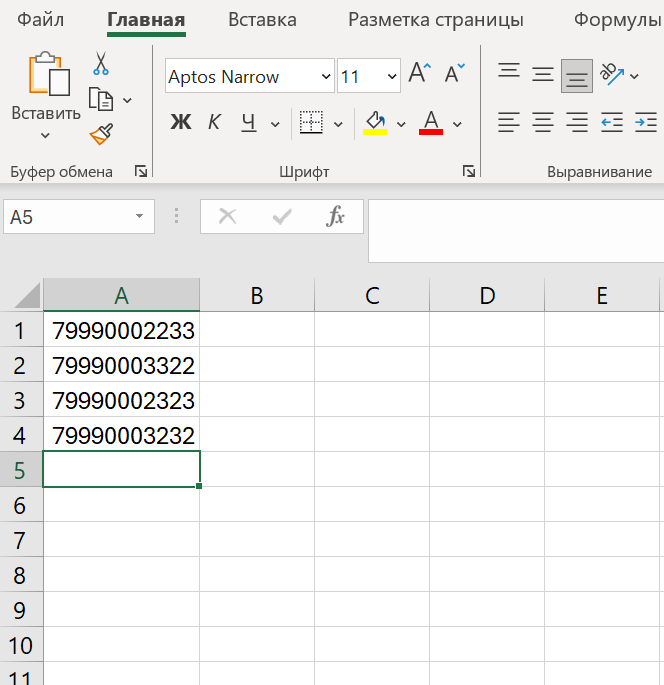 Файл Главная Вставка Разметка страницы Формулы
Вставить
Aptos Narrow 11 A A
Ж К Ч А
Буфер обмена Шрифт Выравнивание
A5 fx
A B C D E
1 79990002233
2 79990003322
3 79990002323
4 79990003232
5
6
7
8
9
10
11